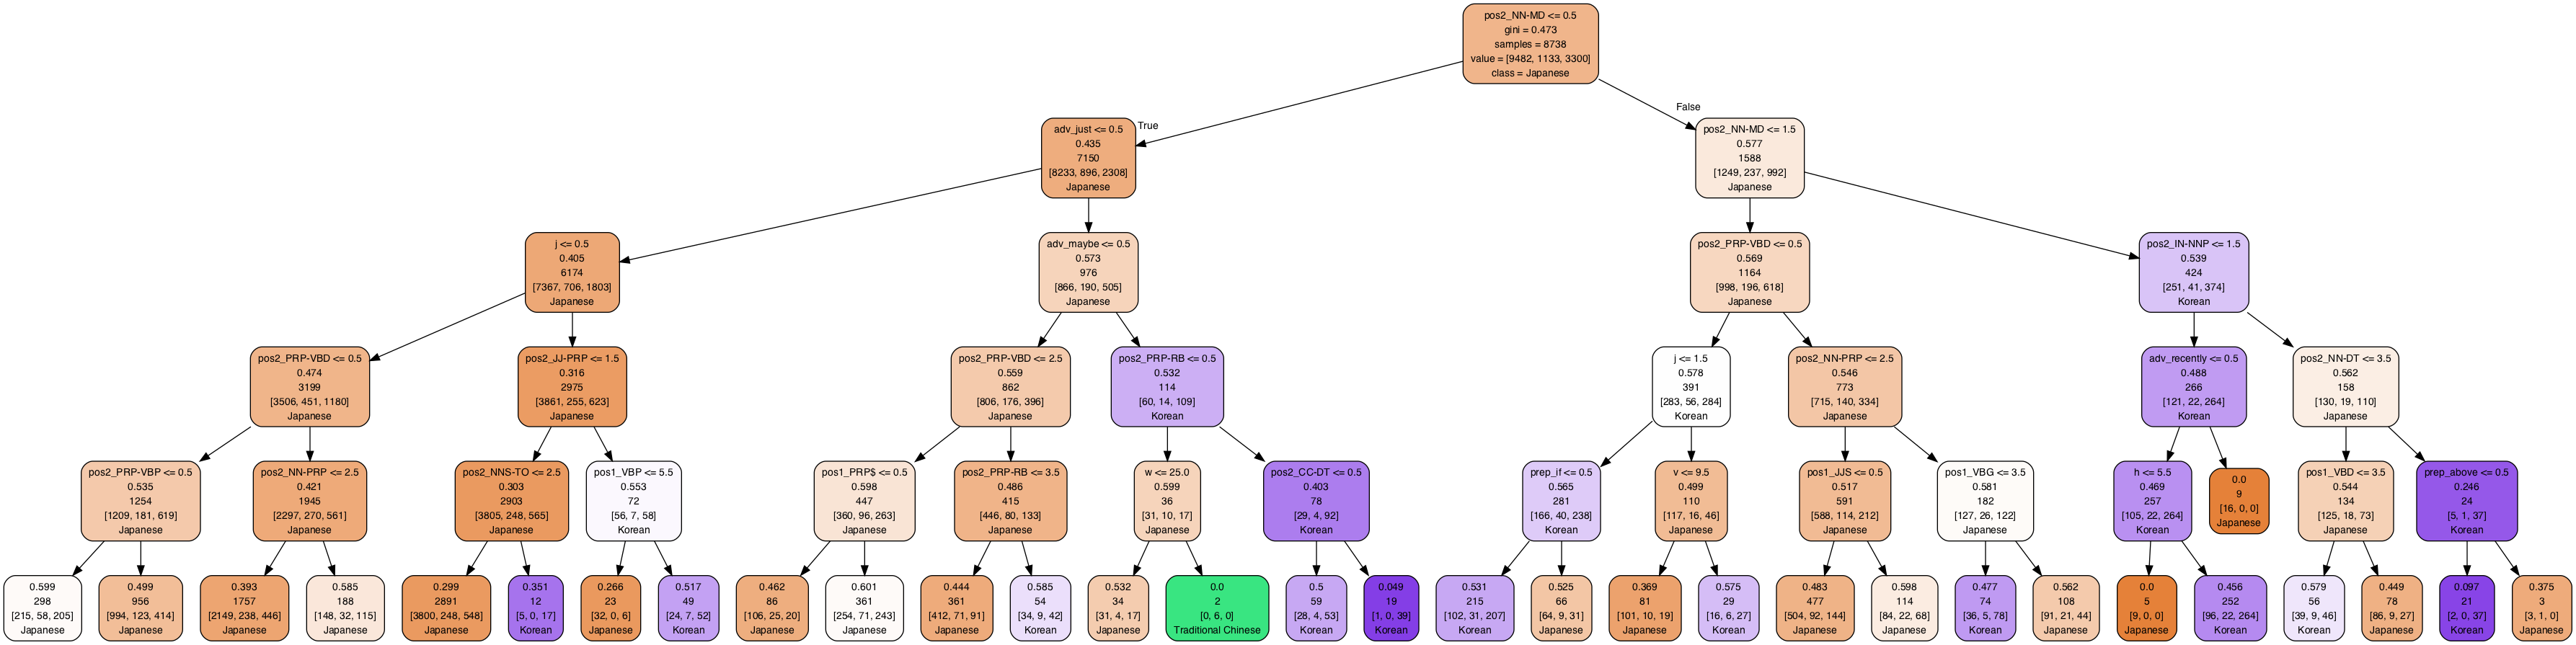 pos2_NN-MD <= 0.5
gini = 0.473
samples = 8738
value = [9482, 1133, 3300]
class = Japanese
True
False
adv_just <= 0.5
0.435
7150
[8233, 896, 2308]
Japanese
pos2_NN-MD <= 1.5
0.577
1588
[1249, 237, 992]
Japanese
j <= 0.5
0.405
6174
[7367, 706, 1803]
Japanese
adv_maybe <= 0.5
0.573
976
[866, 190, 505]
Japanese
pos2_PRP-VBD <= 0.5
0.569
1164
[998, 196, 618]
Japanese
pos2_IN-NNP <= 1.5
0.539
424
[251, 41, 374]
Korean
pos2_PRP-VBD <= 0.5
0.474
3199
[3506, 451, 1180]
Japanese
pos2_JJ-PRP <= 1.5
0.316
2975
[3861, 255, 623]
Japanese
pos2_PRP-VBD <= 2.5
0.559
862
[806, 176, 396]
Japanese
pos2_PRP-RB <= 0.5
0.532
114
[60, 14, 109]
Korean
j <= 1.5
0.578
391
[283, 56, 284]
Korean
pos2_NN-PRP <= 2.5
0.546
773
[715, 140, 334]
Japanese
adv_recently <= 0.5
0.488
266
[121, 22, 264]
Korean
pos2_NN-DT <= 3.5
0.562
158
[130, 19, 110]
Japanese
pos2_PRP-VBP <= 0.5
0.535
1254
[1209, 181, 619]
Japanese
pos2_NN-PRP <= 2.5
0.421
1945
[2297, 270, 561]
Japanese
pos2_NNS-TO <= 2.5
0.303
2903
[3805, 248, 565]
Japanese
pos1_VBP <= 5.5
0.553
72
[56, 7, 58]
Korean
pos1_PRP$ <= 0.5
0.598
447
[360, 96, 263]
Japanese
pos2_PRP-RB <= 3.5
0.486
415
[446, 80, 133]
Japanese
w <= 25.0
0.599
36
[31, 10, 17]
Japanese
pos2_CC-DT <= 0.5
0.403
78
[29, 4, 92]
Korean
prep_if <= 0.5
0.565
281
[166, 40, 238]
Korean
v <= 9.5
0.499
110
[117, 16, 46]
Japanese
pos1_JJS <= 0.5
0.517
591
[588, 114, 212]
Japanese
pos1_VBG <= 3.5
0.581
182
[127, 26, 122]
Japanese
h <= 5.5
0.469
257
[105, 22, 264]
Korean
0.0
9
[16, 0, 0]
Japanese
pos1_VBD <= 3.5
0.544
134
[125, 18, 73]
Japanese
prep_above <= 0.5
0.246
24
[5, 1, 37]
Korean
0.599
298
[215, 58, 205]
Japanese
0.499
956
[994, 123, 414]
Japanese
0.393
1757
[2149, 238, 446]
Japanese
0.585
188
[148, 32, 115]
Japanese
0.299
2891
[3800, 248, 548]
Japanese
0.351
12
[5, 0, 17]
Korean
0.266
23
[32, 0, 6]
Japanese
0.517
49
[24, 7, 52]
Korean
0.462
86
[106, 25, 20]
Japanese
0.601
361
[254, 71, 243]
Japanese
0.444
361
[412, 71, 91]
Japanese
0.585
54
[34, 9, 42]
Korean
0.532
34
[31, 4, 17]
Japanese
0.0
2
[0, 6, 0]
Traditional Chinese
0.5
59
[28, 4, 53]
Korean
0.049
19
[1, 0, 39]
Korean
0.531
215
[102, 31, 207]
Korean
0.525
66
[64, 9, 31]
Japanese
0.369
81
[101, 10, 19]
Japanese
0.575
29
[16, 6, 27]
Korean
0.483
477
[504, 92, 144]
Japanese
0.598
114
[84, 22, 68]
Japanese
0.477
74
[36, 5, 78]
Korean
0.562
108
[91, 21, 44]
Japanese
0.0
5
[9, 0, 0]
Japanese
0.456
252
[96, 22, 264]
Korean
0.579
56
[39, 9, 46]
Korean
0.449
78
[86, 9, 27]
Japanese
0.097
21
[2, 0, 37]
Korean
0.375
3
[3, 1, 0]
Japanese